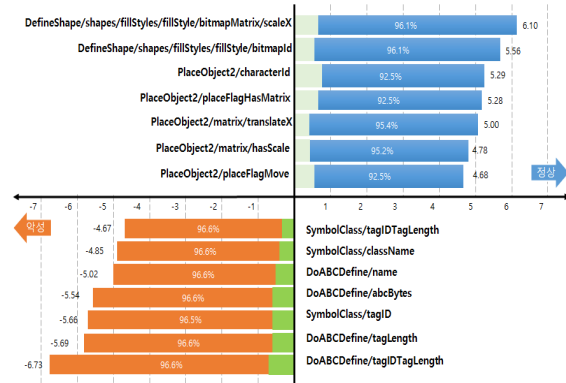 DefineShape/shapes/fillStyles/fillStyle/bitmapMatrix/scaleX 96.1% 6.10
DefineShape/shapes/fillStyles/fillStyle/bitmapId 96.1% 5.56
PlaceObject2/characterId 92.5% 5.29
PlaceObject2/placeFlagHasMatrix 92.5% 5.28
PlaceObject2/matrix/translateX 95.4% 5.00
PlaceObject2/matrix/hasScale 95.2% 4.78
PlaceObject2/placeFlagMove 92.5% 4.68
정상
-7 -6 -5 -4 -3 -2 -1 1 2 3 4 5 6 7
악성
-4.67 96.6% SymbolClass/tagIDTagLength
-4.85 96.6% SymbolClass/className
-5.02 96.6% DoABCDefine/name
-5.54 96.6% DoABCDefine/abcBytes
-5.66 96.5% SymbolClass/tagID
-5.69 96.6% DoABCDefine/tagLength
-6.73 96.6% DoABCDefine/tagIDTagLength